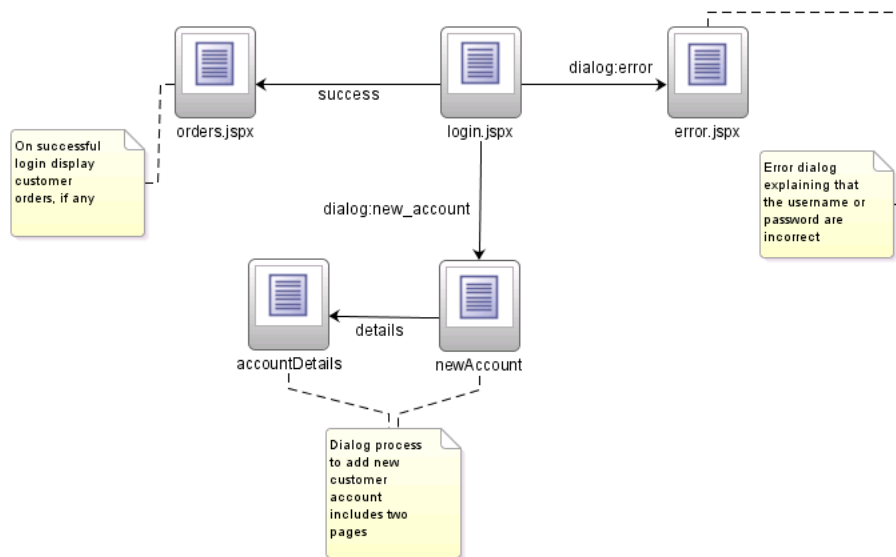 dialog:error
success
orders.jspx
login.jspx
error.jspx
On successful
login display
customer
orders, if any
Error dialog
explaining that
the username or
password are
incorrect
dialog:new_account
details
accountDetails
newAccount
Dialog process
to add new
customer
account
includes two
pages